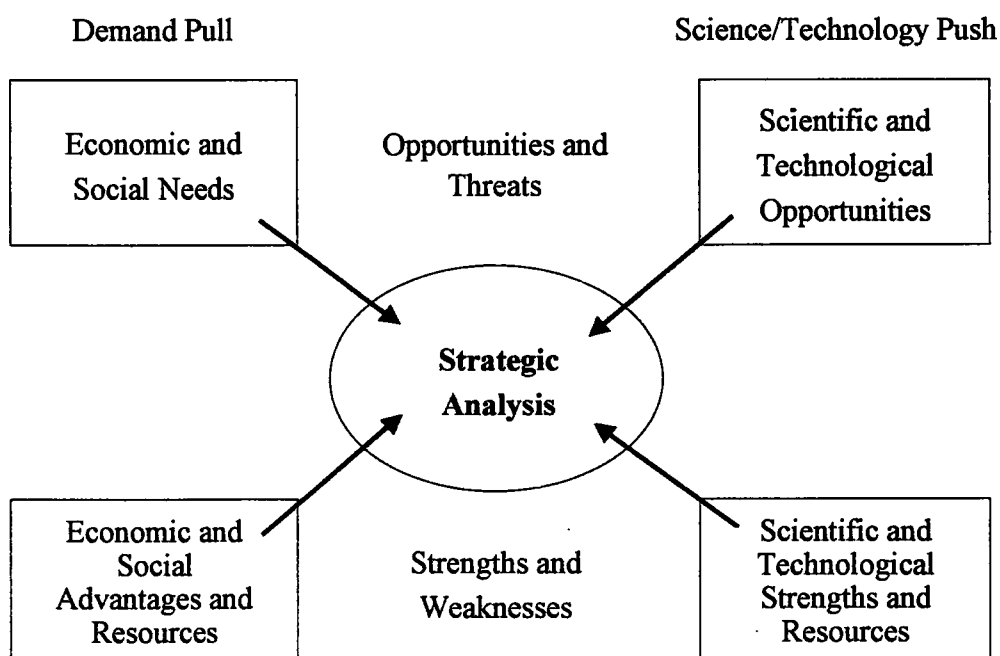 Demand Pull
Science/Technology Push
Economic and
Social Needs
Opportunities and
Threats
Scientific and
Technological
Opportunities
Strategic
Analysis
Economic and
Social
Advantages and
Resources
Strengths and
Weaknesses
Scientific and
Technological
Strengths and
Resources